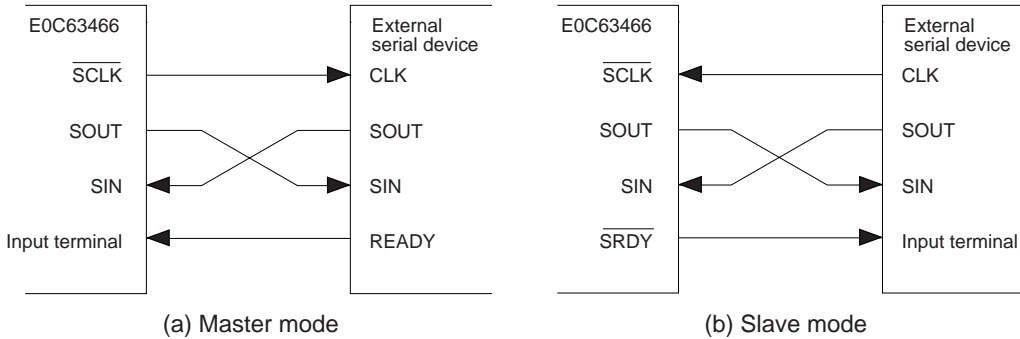 E0C63466
SCLK
SOUT
SIN
Input terminal
External
serial device
CLK
SOUT
SIN
READY
(a) Master mode
E0C63466
SCLK
SOUT
SIN
SRDY
External
serial device
CLK
SOUT
SIN
Input terminal
(b) Slave mode